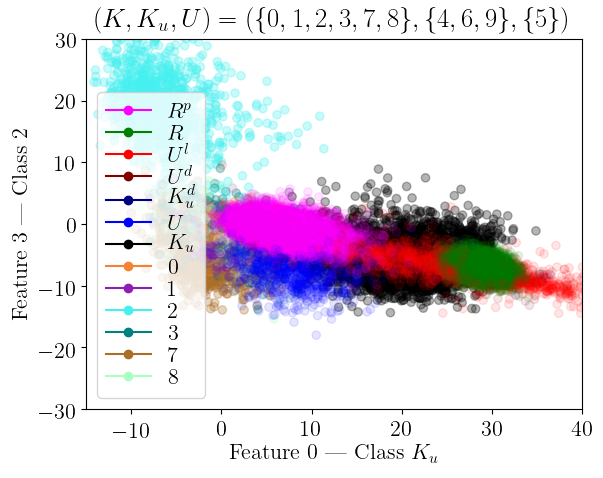 (K, K_u, U) = ({0, 1, 2, 3, 7, 8}, {4, 6, 9}, {5})
Feature 3 — Class 2
30
20
10
0
−10
−20
−30
R^p
R
U^l
U^d
K_u^d
U
K_u
0
1
2
3
7
8
−10
0
10
20
30
40
Feature 0 — Class K_u